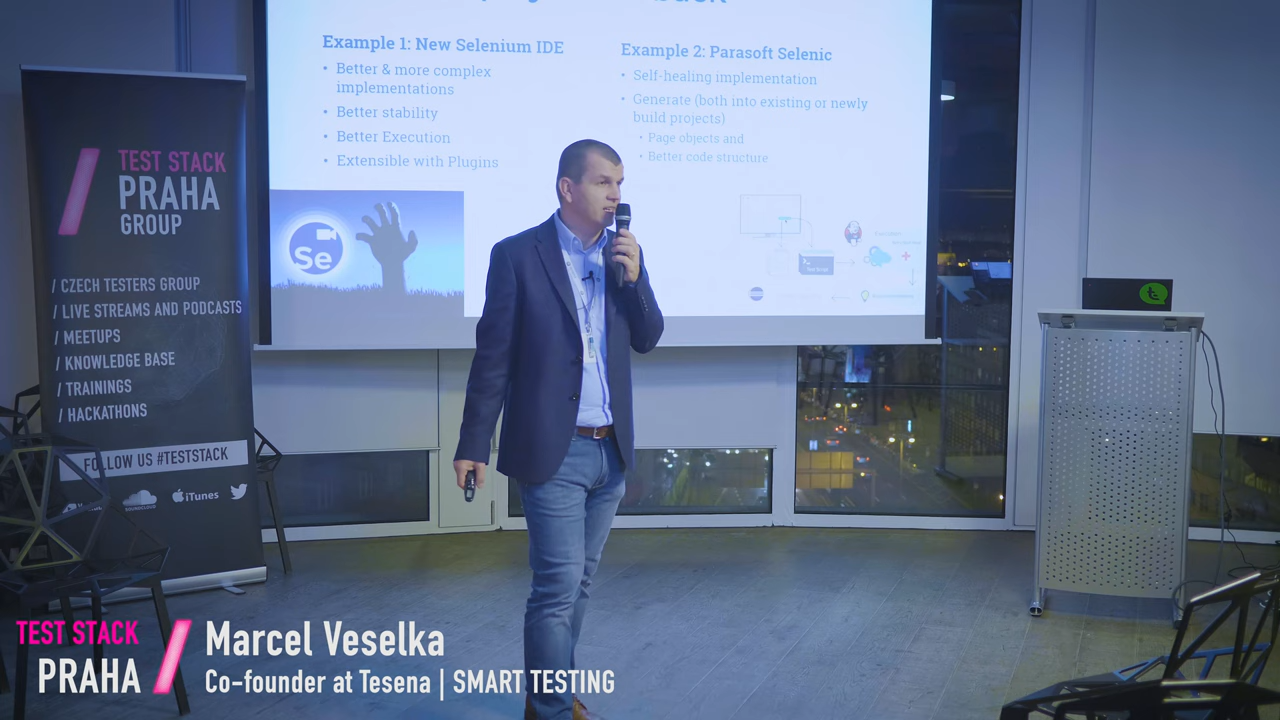 Example 1: New Selenium IDE
• Better & more complex
implementations
• Better stability
• Better Execution
• Extensible with Plugins
Se
Example 2: Parasoft Selenic
• Self-healing implementation
• Generate (both into existing or newly
build projects)
• Page objects and
• Better code structure
TEST STACK
PRAHA
GROUP
/ CZECH TESTERS GROUP
/ LIVE STREAMS AND PODCASTS
/ MEETUPS
/ KNOWLEDGE BASE
/ TRAININGS
/ HACKATHONS
FOLLOW US #TESTSTACK
SOUNDCLOUD
iTunes
TEST STACK
PRAHA
Marcel Veselka
Co-founder at Tesena | SMART TESTING